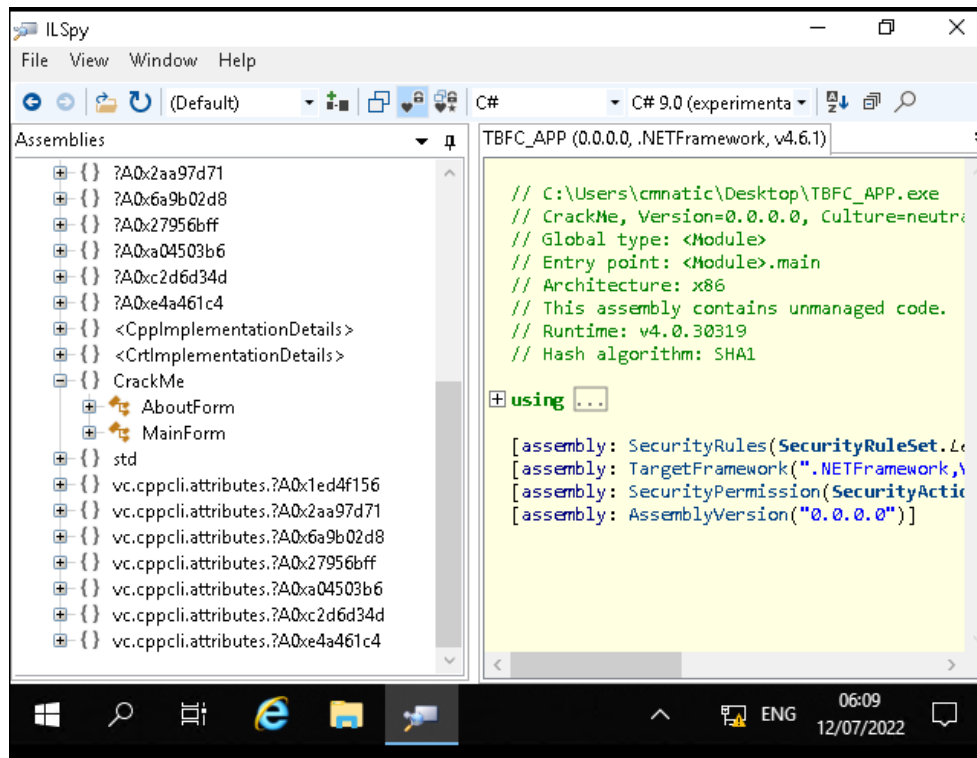 ILSpy
File View Window Help
(Default) C# C# 9.0 (experimenta
Assemblies
?A0x2aa97d71
?A0x6a9b02d8
?A0x27956bff
?A0xa04503b6
?A0xc2d6d34d
?A0xe4a461c4
<CppImplementationDetails>
<CrtImplementationDetails>
CrackMe
AboutForm
MainForm
std
vc.cppcli.attributes.?A0x1ed4f156
vc.cppcli.attributes.?A0x2aa97d71
vc.cppcli.attributes.?A0x6a9b02d8
vc.cppcli.attributes.?A0x27956bff
vc.cppcli.attributes.?A0xa04503b6
vc.cppcli.attributes.?A0xc2d6d34d
vc.cppcli.attributes.?A0xe4a461c4
TBFC_APP (0.0.0.0, .NETFramework, v4.6.1)
// C:\Users\cmnatic\Desktop\TBFC_APP.exe
// CrackMe, Version=0.0.0.0, Culture=neutra
// Global type: <Module>
// Entry point: <Module>.main
// Architecture: x86
// This assembly contains unmanaged code.
// Runtime: v4.0.30319
// Hash algorithm: SHA1
using ...
[assembly: SecurityRules(SecurityRuleSet.Le
[assembly: TargetFramework(".NETFramework,V
[assembly: SecurityPermission(SecurityActio
[assembly: AssemblyVersion("0.0.0.0")]
ENG
06:09
12/07/2022